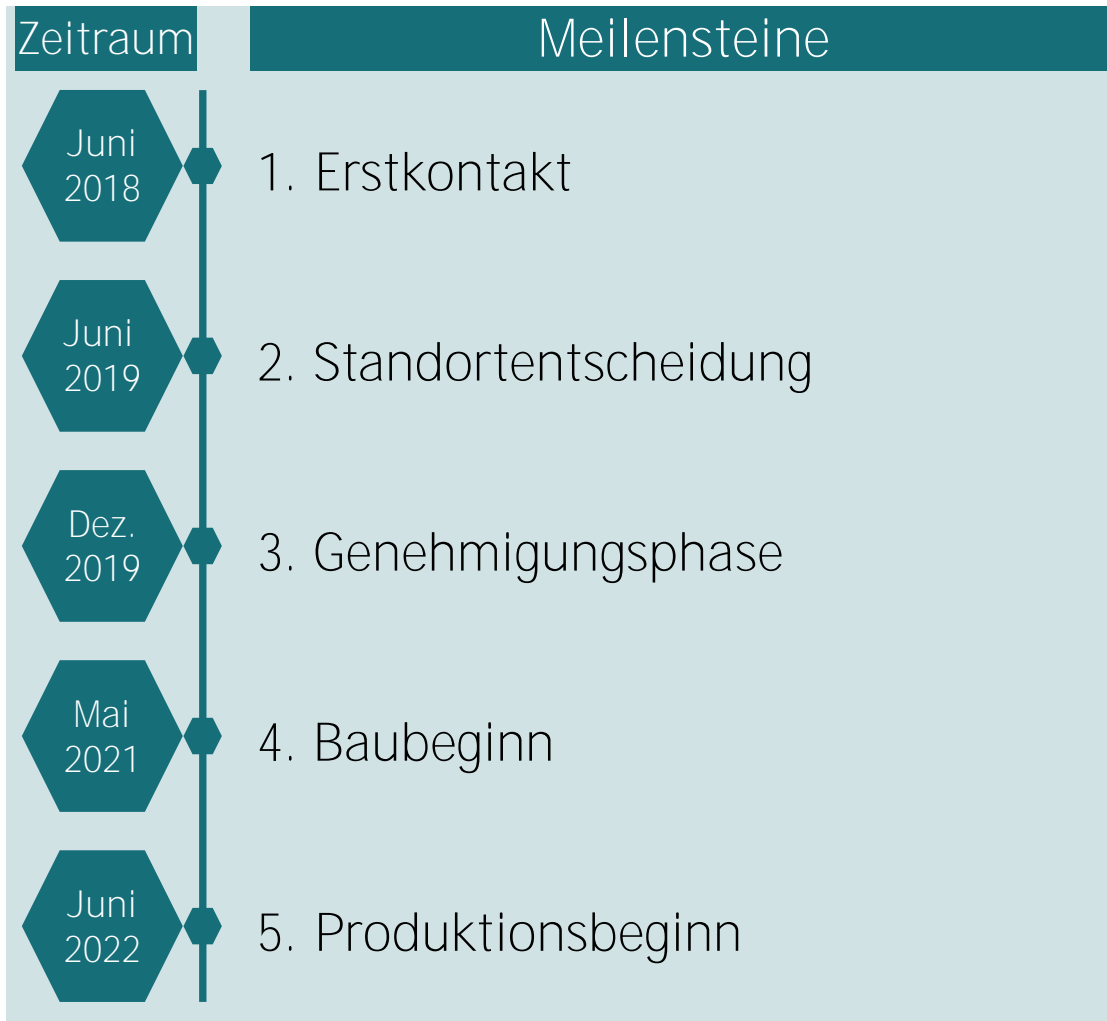 Zeitraum
Meilensteine
Juni
2018
1. Erstkontakt
Juni
2019
2. Standortentscheidung
Dez.
2019
3. Genehmigungsphase
Mai
2021
4. Baubeginn
Juni
2022
5. Produktionsbeginn